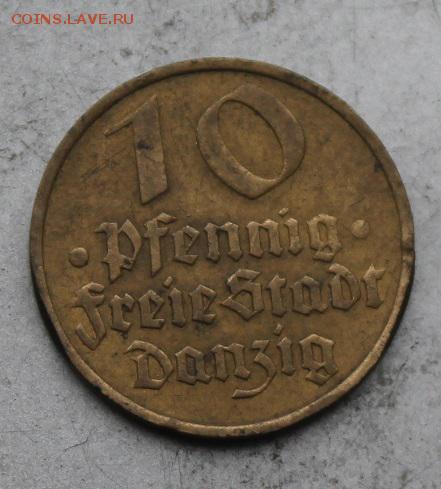 COINS.LAVE.RU
10
· Pfennig ·
Freie Stadt
Danzig